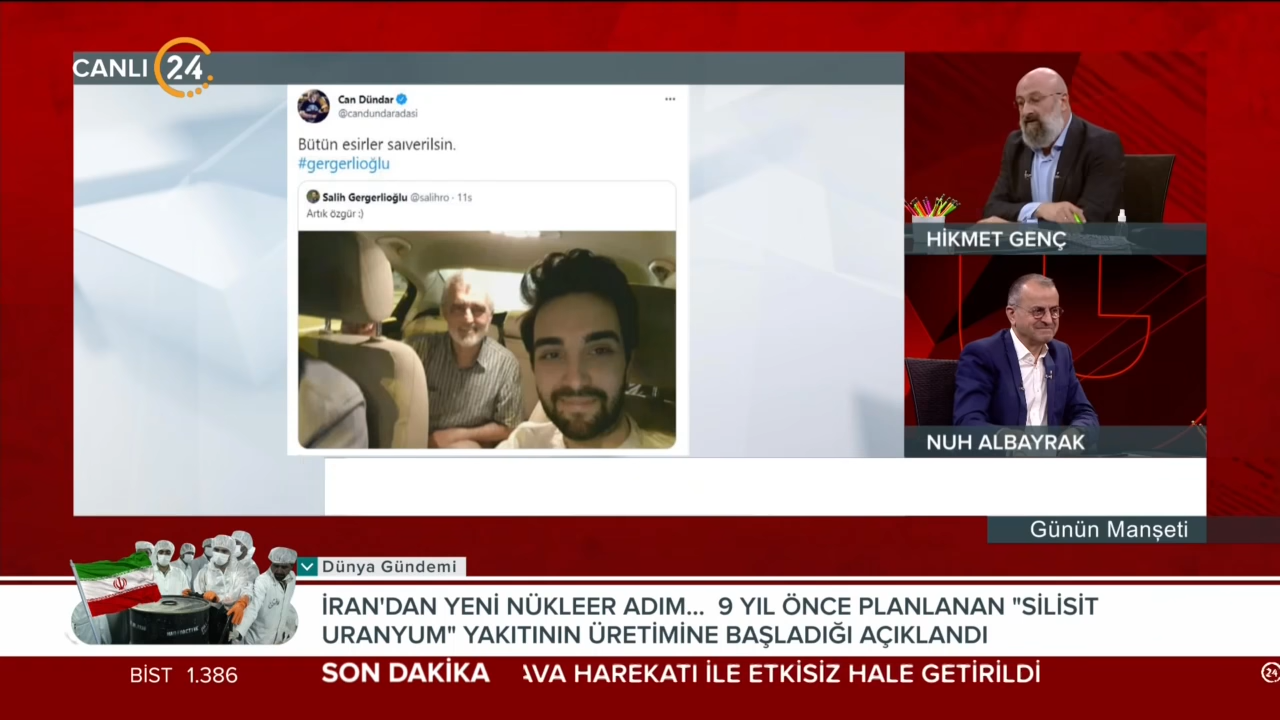 CANLI 24
Can Dündar
@candundaradasi
Bütün esirler salıverilsin.
#gergerlioğlu
Salih Gergerlioğlu @salihro · 11s
Artık özgür :)
HİKMET GENÇ
NUH ALBAYRAK
Günün Manşeti
Dünya Gündemi
İRAN'DAN YENİ NÜKLEER ADIM... 9 YIL ÖNCE PLANLANAN "SİLİSİT
URANYUM" YAKITININ ÜRETİMİNE BAŞLADIĞI AÇIKLANDI
BİST 1.386
SON DAKİKA
AVA HAREKATI İLE ETKİSİZ HALE GETİRİLDİ
24